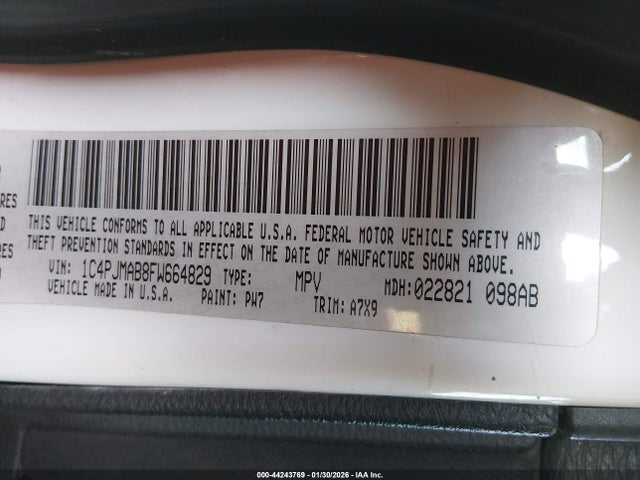 RES
THIS VEHICLE CONFORMS TO ALL APPLICABLE U.S.A. FEDERAL MOTOR VEHICLE SAFETY AND
THEFT PREVENTION STANDARDS IN EFFECT ON THE DATE OF MANUFACTURE SHOWN ABOVE.
RES
VIN: 1C4PJMAB8FW664829 TYPE: MPV MDH:022821 098AB
VEHICLE MADE IN U.S.A. PAINT: PW7 TRIM: A7X9
000-44243769 - 01/30/2026 - IAA Inc.